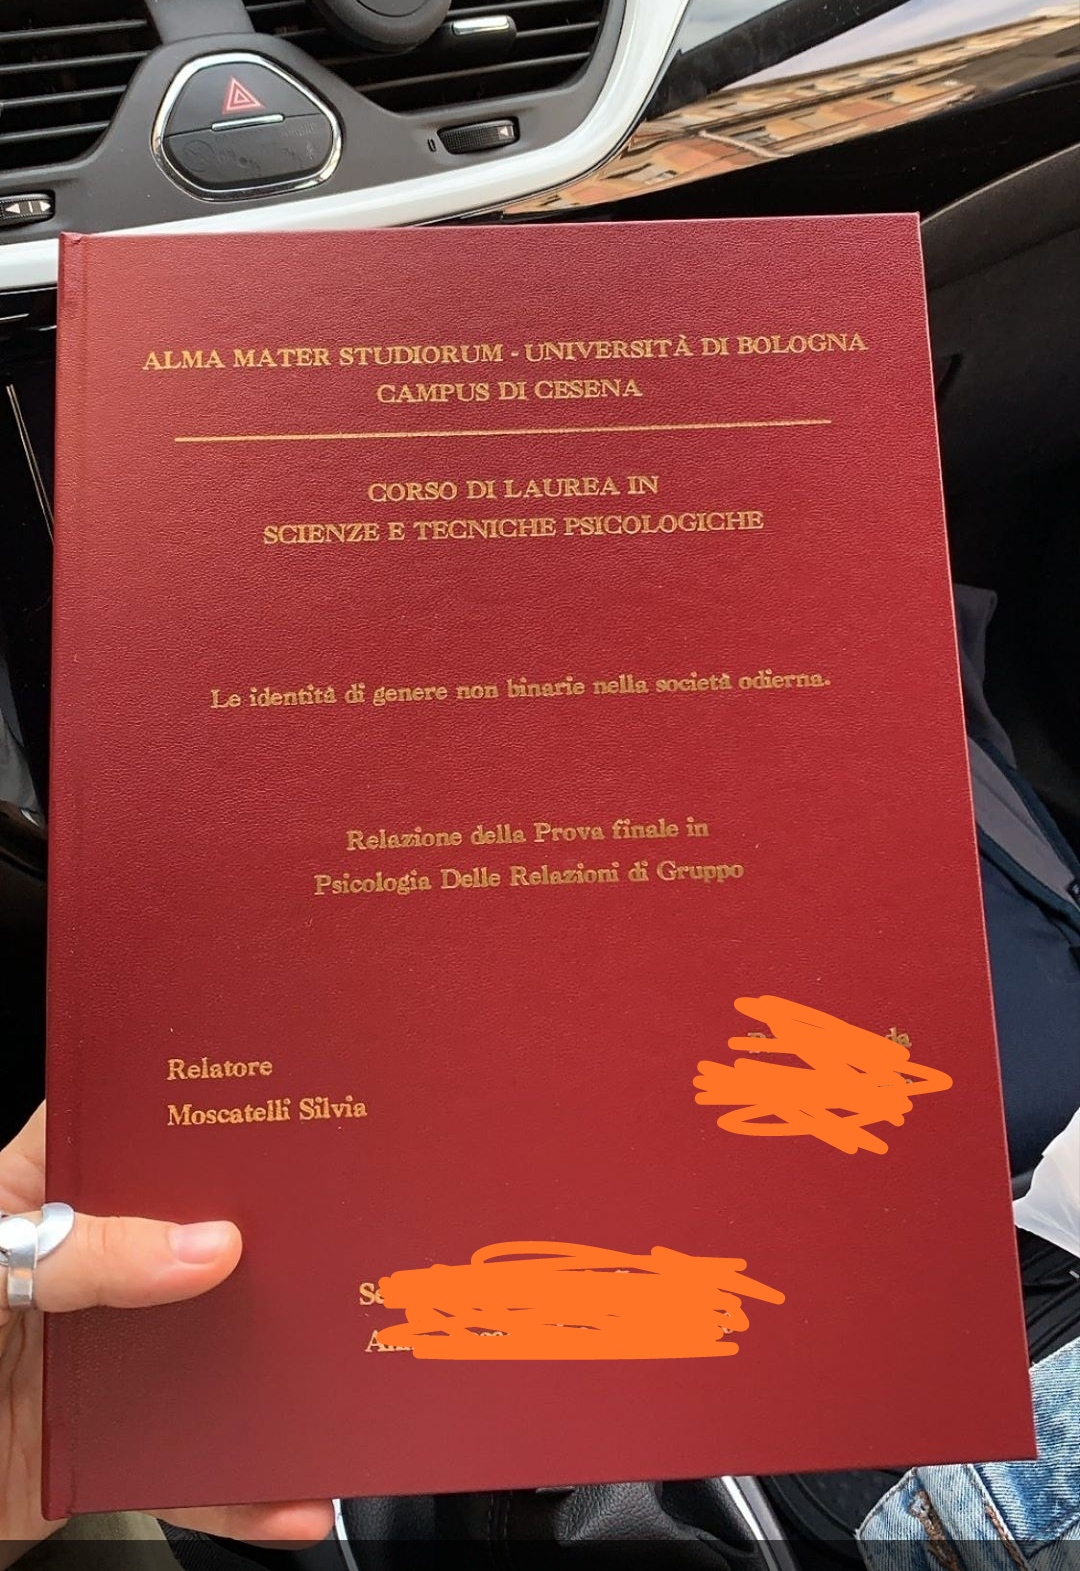 ALMA MATER STUDIORUM - UNIVERSITÀ DI BOLOGNA
CAMPUS DI CESENA
CORSO DI LAUREA IN
SCIENZE E TECNICHE PSICOLOGICHE
Le identità di genere non binarie nella società odierna.
Relazione della Prova finale in
Psicologia Delle Relazioni di Gruppo
Relatore
Moscatelli Silvia